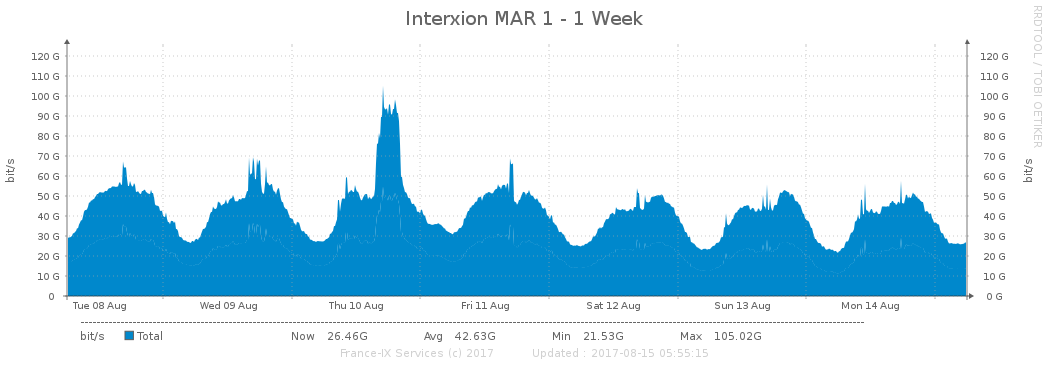 Interxion MAR 1 - 1 Week
RRDTOOL / TOBI OETIKER
120 G 120 G
110 G 110 G
100 G 100 G
90 G 90 G
80 G 80 G
70 G 70 G
60 G 60 G
50 G 50 G
40 G 40 G
30 G 30 G
20 G 20 G
10 G 10 G
0 0 G
bit/s
bit/s
Tue 08 Aug Wed 09 Aug Thu 10 Aug Fri 11 Aug Sat 12 Aug Sun 13 Aug Mon 14 Aug
bit/s Total Now 26.46G Avg 42.63G Min 21.53G Max 105.02G
France-IX Services (c) 2017 Updated : 2017-08-15 05:55:15